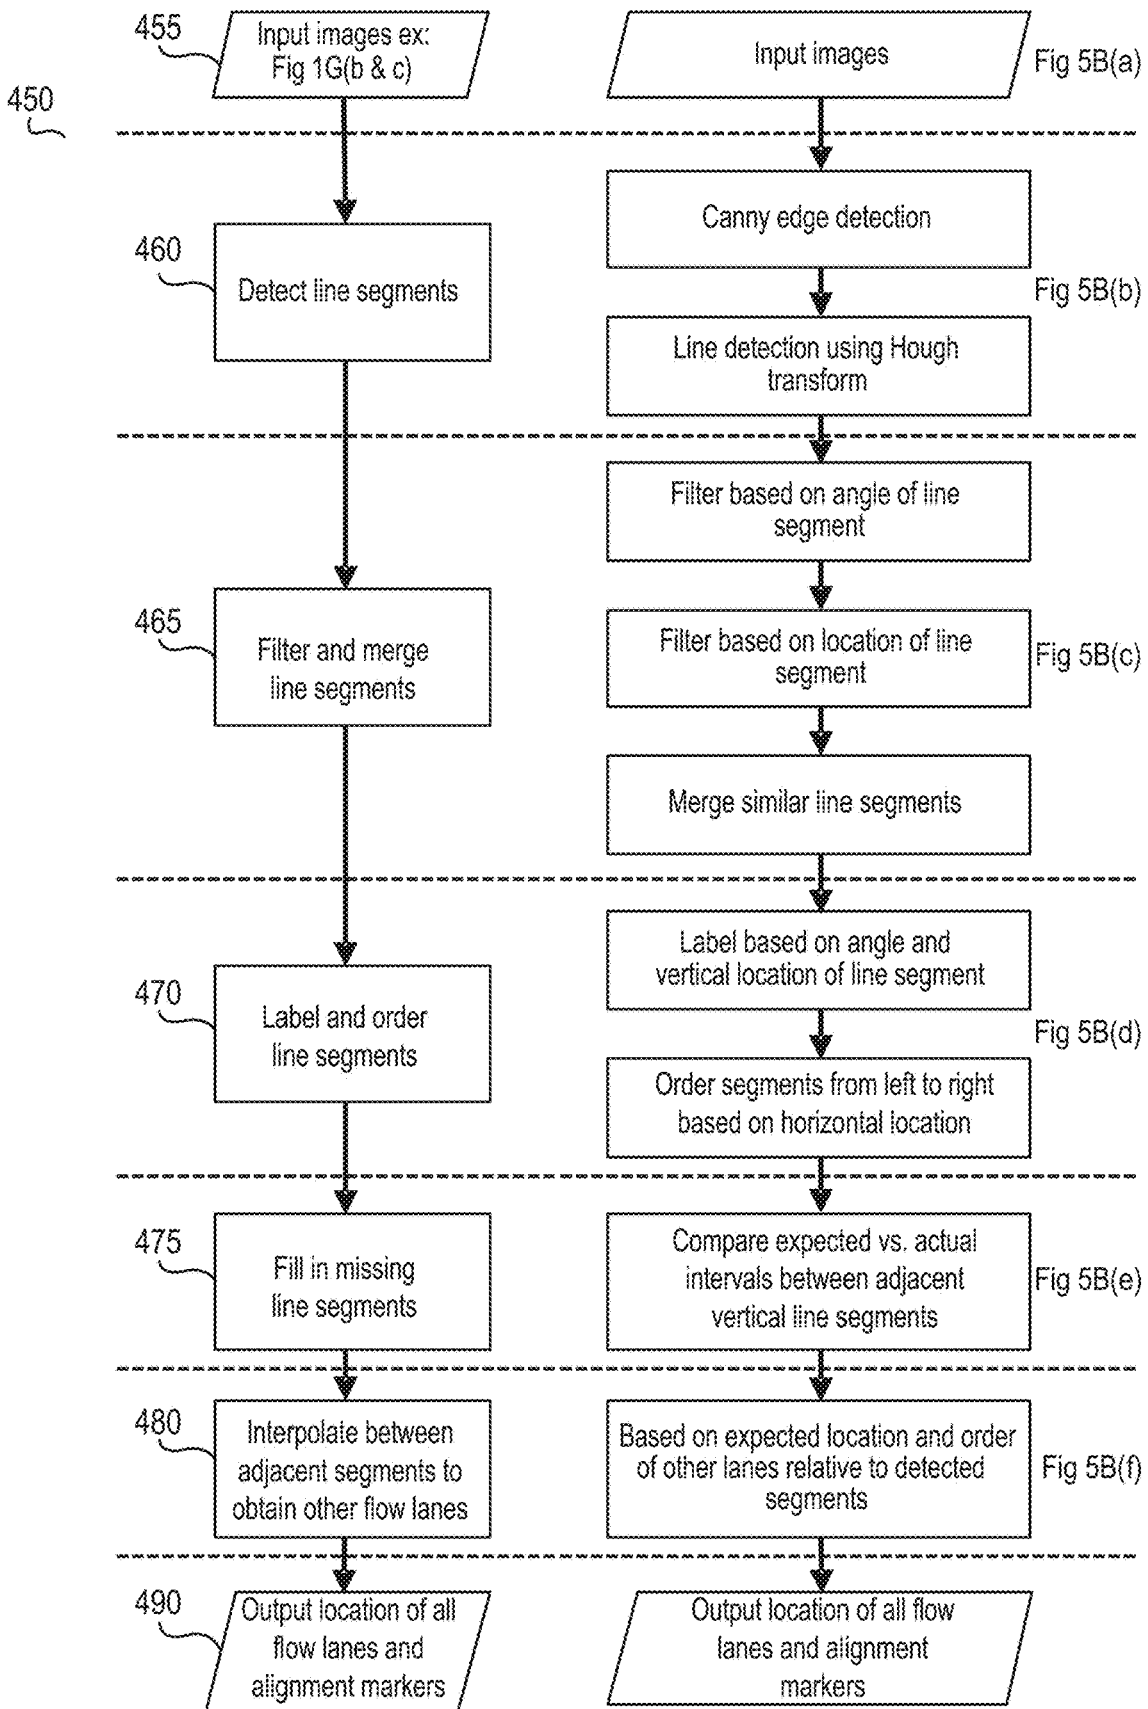 455
Input images ex:
Fig 1G(b & c)
Input images
Fig 5B(a)
450
Canny edge detection
460
Detect line segments
Fig 5B(b)
Line detection using Hough
transform
Filter based on angle of line
segment
465
Filter and merge
line segments
Filter based on location of line
segment
Fig 5B(c)
Merge similar line segments
Label based on angle and
vertical location of line segment
470
Label and order
line segments
Fig 5B(d)
Order segments from left to right
based on horizontal location
475
Fill in missing
line segments
Compare expected vs. actual
intervals between adjacent
vertical line segments
Fig 5B(e)
480
Interpolate between
adjacent segments to
obtain other flow lanes
Based on expected location and order
of other lanes relative to detected
segments
Fig 5B(f)
490
Output location of all
flow lanes and
alignment markers
Output location of all flow
lanes and alignment
markers